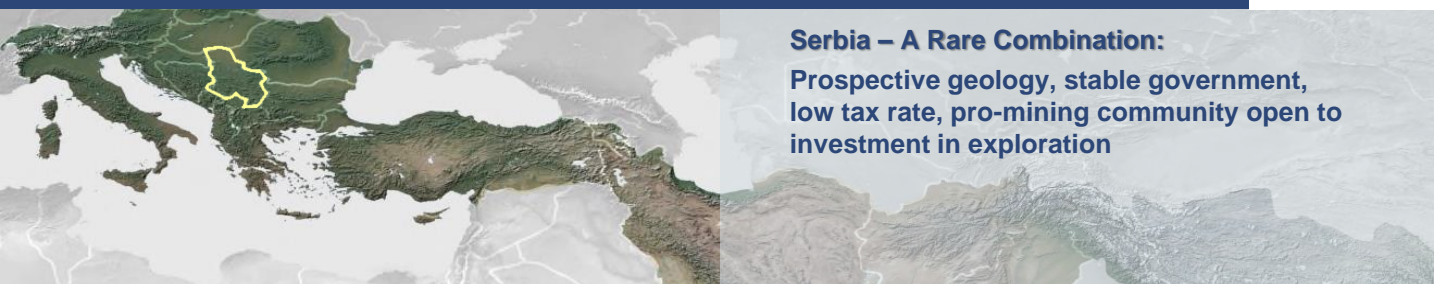 Serbia – A Rare Combination:
Prospective geology, stable government,
low tax rate, pro-mining community open to
investment in exploration